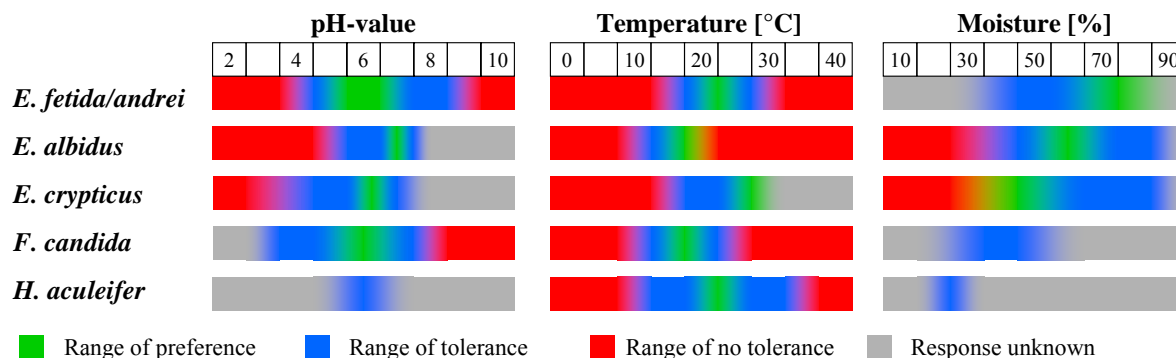 pH-value Temperature [°C] Moisture [%]
2 4 6 8 10 0 10 20 30 40 10 30 50 70 90
E. fetida/andrei
E. albidus
E. crypticus
F. candida
H. aculeifer
Range of preference Range of tolerance Range of no tolerance Response unknown